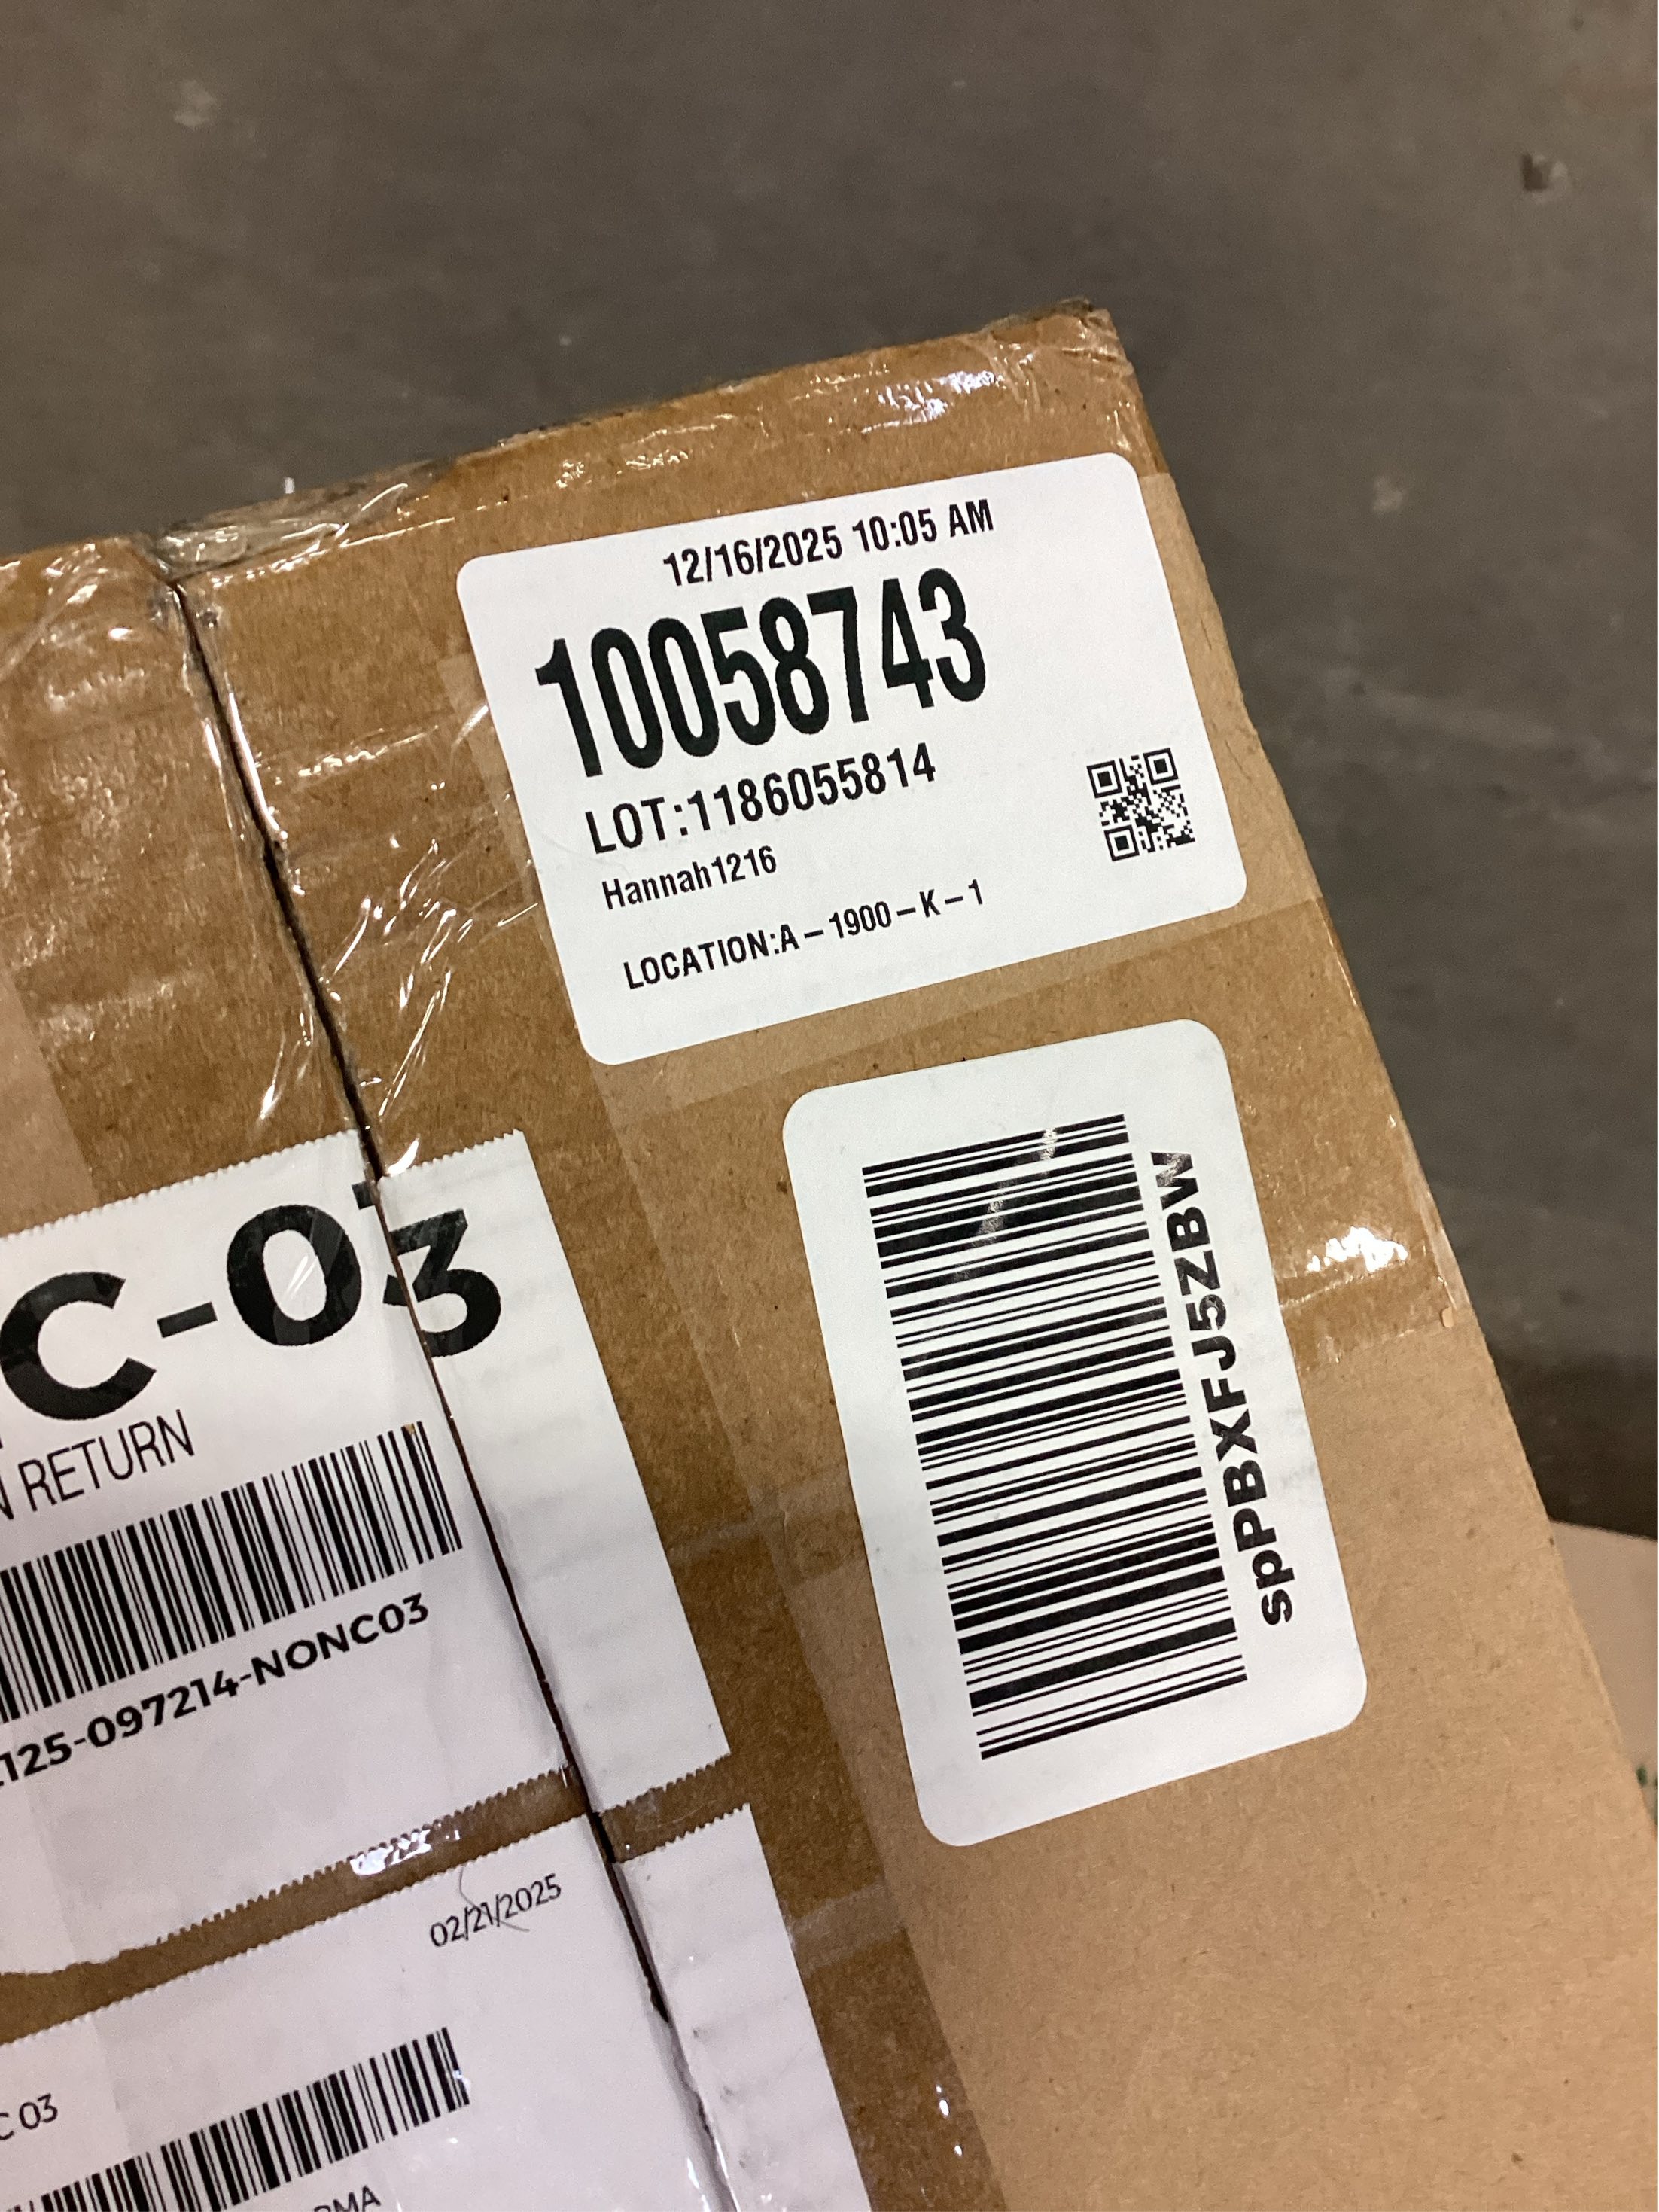 12/16/2025 10:05 AM
10058743
LOT:1186055814
Hannah1216
LOCATION:A-1900-K-1
spPBXFJ5ZBW
C-03
RETURN
125-097214-NONC03
02/21/2025
C 03
RMA